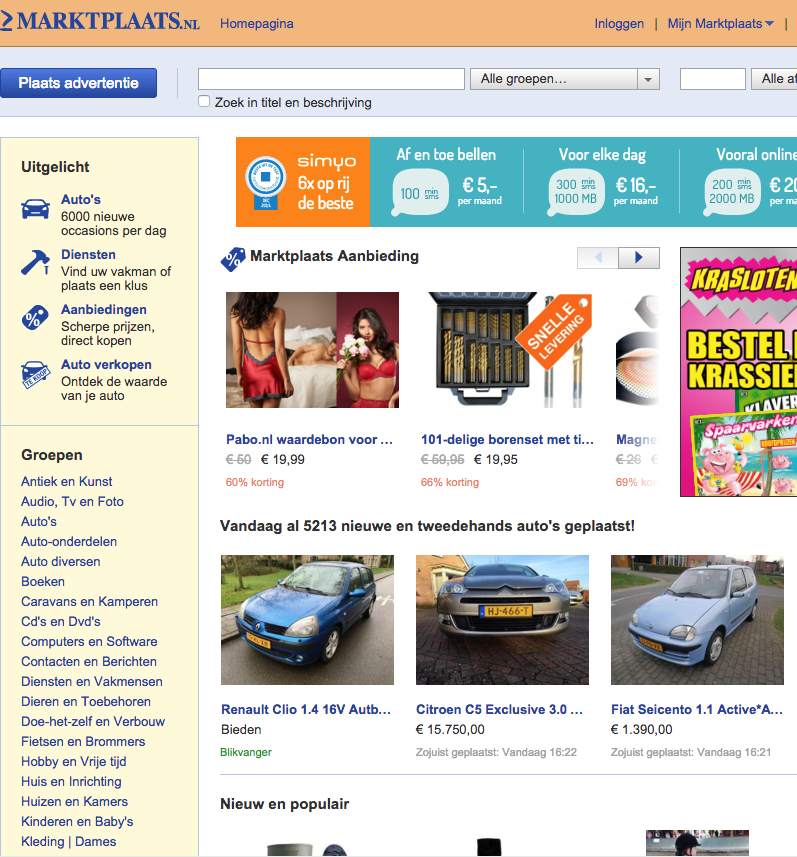 MARKTPLAATS.NL
Homepagina
Inloggen | Mijn Marktplaats |
Plaats advertentie
Alle groepen...
Zoek in titel en beschrijving
Uitgelicht
Auto's
6000 nieuwe
occasions per dag
Diensten
Vind uw vakman of
plaats een klus
Aanbiedingen
Scherpe prijzen,
direct kopen
Auto verkopen
Ontdek de waarde
van je auto
TE KOOP
Groepen
Antiek en Kunst
Audio, Tv en Foto
Auto's
Auto-onderdelen
Auto diversen
Boeken
Caravans en Kamperen
Cd's en Dvd's
Computers en Software
Contacten en Berichten
Diensten en Vakmensen
Dieren en Toebehoren
Doe-het-zelf en Verbouw
Fietsen en Brommers
Hobby en Vrije tijd
Huis en Inrichting
Huizen en Kamers
Kinderen en Baby's
Kleding | Dames
simyo
6x op rij
de beste
DEC
2015
Af en toe bellen
100 min sms
€ 5,-
per maand
Voor elke dag
300 min sms
1000 MB
€ 16,-
per maand
Vooral online
200 min sms
2000 MB
per maand
Marktplaats Aanbieding
SNELLE
LEVERING
Pabo.nl waardebon voor ...
€ 50 € 19,99
60% korting
101-delige borenset met ti...
€ 59,95 € 19,95
66% korting
Magne
€ 26 €
69% kor
KRASLOTEN
BESTEL
KRASSIE
KLAVER
Spaarvarken
HOOFDPRIJZEN
Vandaag al 5213 nieuwe en tweedehands auto's geplaatst!
HJ-466-T
Renault Clio 1.4 16V Autb...
Bieden
Blikvanger
Citroen C5 Exclusive 3.0 ...
€ 15.750,00
Zojuist geplaatst: Vandaag 16:22
Fiat Seicento 1.1 Active*A...
€ 1.390,00
Zojuist geplaatst: Vandaag 16:21
Nieuw en populair